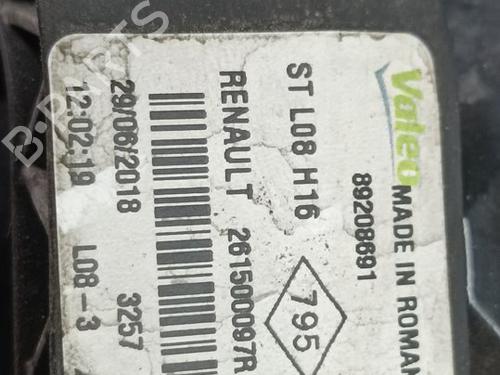 Valeo
MADE IN ROMAN
89208691
ST L08 H16
795
RENAULT 261500097R
29/06/2018 3257
12:02:19 L08-3
B-PARTS